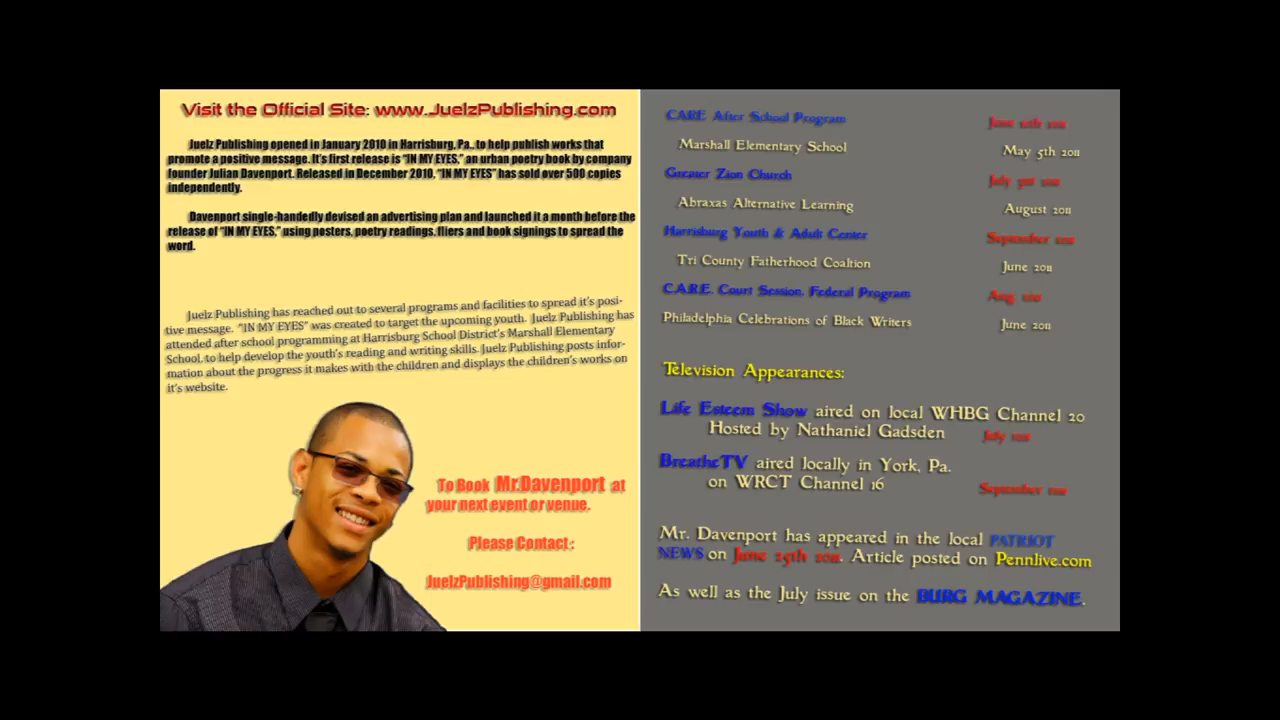 Visit the Official Site: www.JuelzPublishing.com
Juelz Publishing opened in January 2010 in Harrisburg, Pa., to help publish works that
promote a positive message. It's first release is "IN MY EYES," an urban poetry book by company
founder Julian Davenport. Released in December 2010, "IN MY EYES" has sold over 500 copies
independently.
Davenport single-handedly devised an advertising plan and launched it a month before the
release of "IN MY EYES," using posters, poetry readings, fliers and book signings to spread the
word.
Juelz Publishing has reached out to several programs and facilities to spread it's posi-
tive message. "IN MY EYES" was created to target the upcoming youth. Juelz Publishing has
attended after school programming at Harrisburg School District's Marshall Elementary
School, to help develop the youth's reading and writing skills. Juelz Publishing posts infor-
mation about the progress it makes with the children and displays the children's works on
it's website.
To Book Mr.Davenport at
your next event or venue.
Please Contact :
JuelzPublishing@gmail.com
CARE After School Program June 2011
Marshall Elementary School May 5th 2011
Greater Zion Church July 2011
Abraxas Alternative Learning August 2011
Harrisburg Youth & Adult Center September 2011
Tri County Fatherhood Coaltion June 2011
C.A.R.E. Court Session. Federal Program Aug. 2011
Philadelphia Celebrations of Black Writers June 2011
Television Appearances:
Life Esteem Show aired on local WHBG Channel 20
Hosted by Nathaniel Gadsden July 2011
BreatheTV aired locally in York, Pa.
on WRCT Channel 16 September 2011
Mr. Davenport has appeared in the local PATRIOT
NEWS on June 25th 2011. Article posted on Pennlive.com
As well as the July issue on the BURG MAGAZINE.